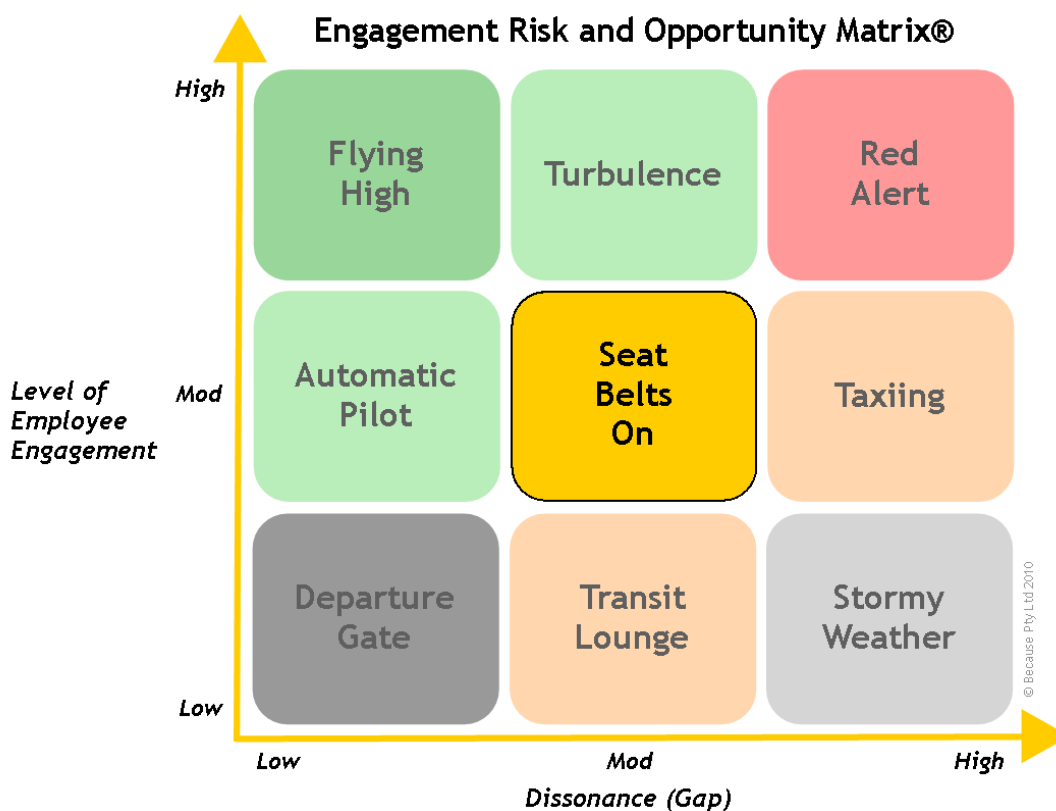 Engagement Risk and Opportunity Matrix®
High
Flying
High
Turbulence
Red
Alert
Level of
Employee
Engagement
Mod
Automatic
Pilot
Seat
Belts
On
Taxiing
Departure
Gate
Transit
Lounge
Stormy
Weather
Low
© Because Pty Ltd 2010
Low
Mod
High
Dissonance (Gap)